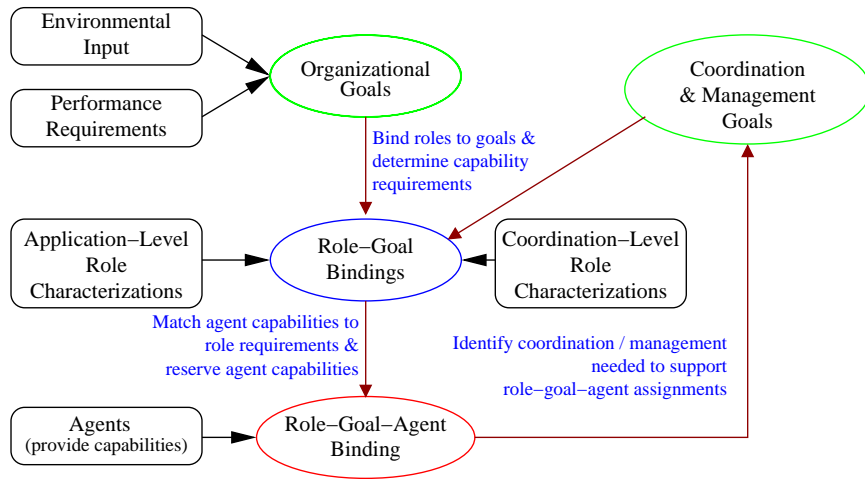 Environmental
Input
Performance
Requirements
Organizational
Goals
Coordination
& Management
Goals
Bind roles to goals &
determine capability
requirements
Application−Level
Role
Characterizations
Role−Goal
Bindings
Coordination−Level
Role
Characterizations
Match agent capabilities to
role requirements &
reserve agent capabilities
Identify coordination / management
needed to support
role−goal−agent assignments
Agents
(provide capabilities)
Role−Goal−Agent
Binding